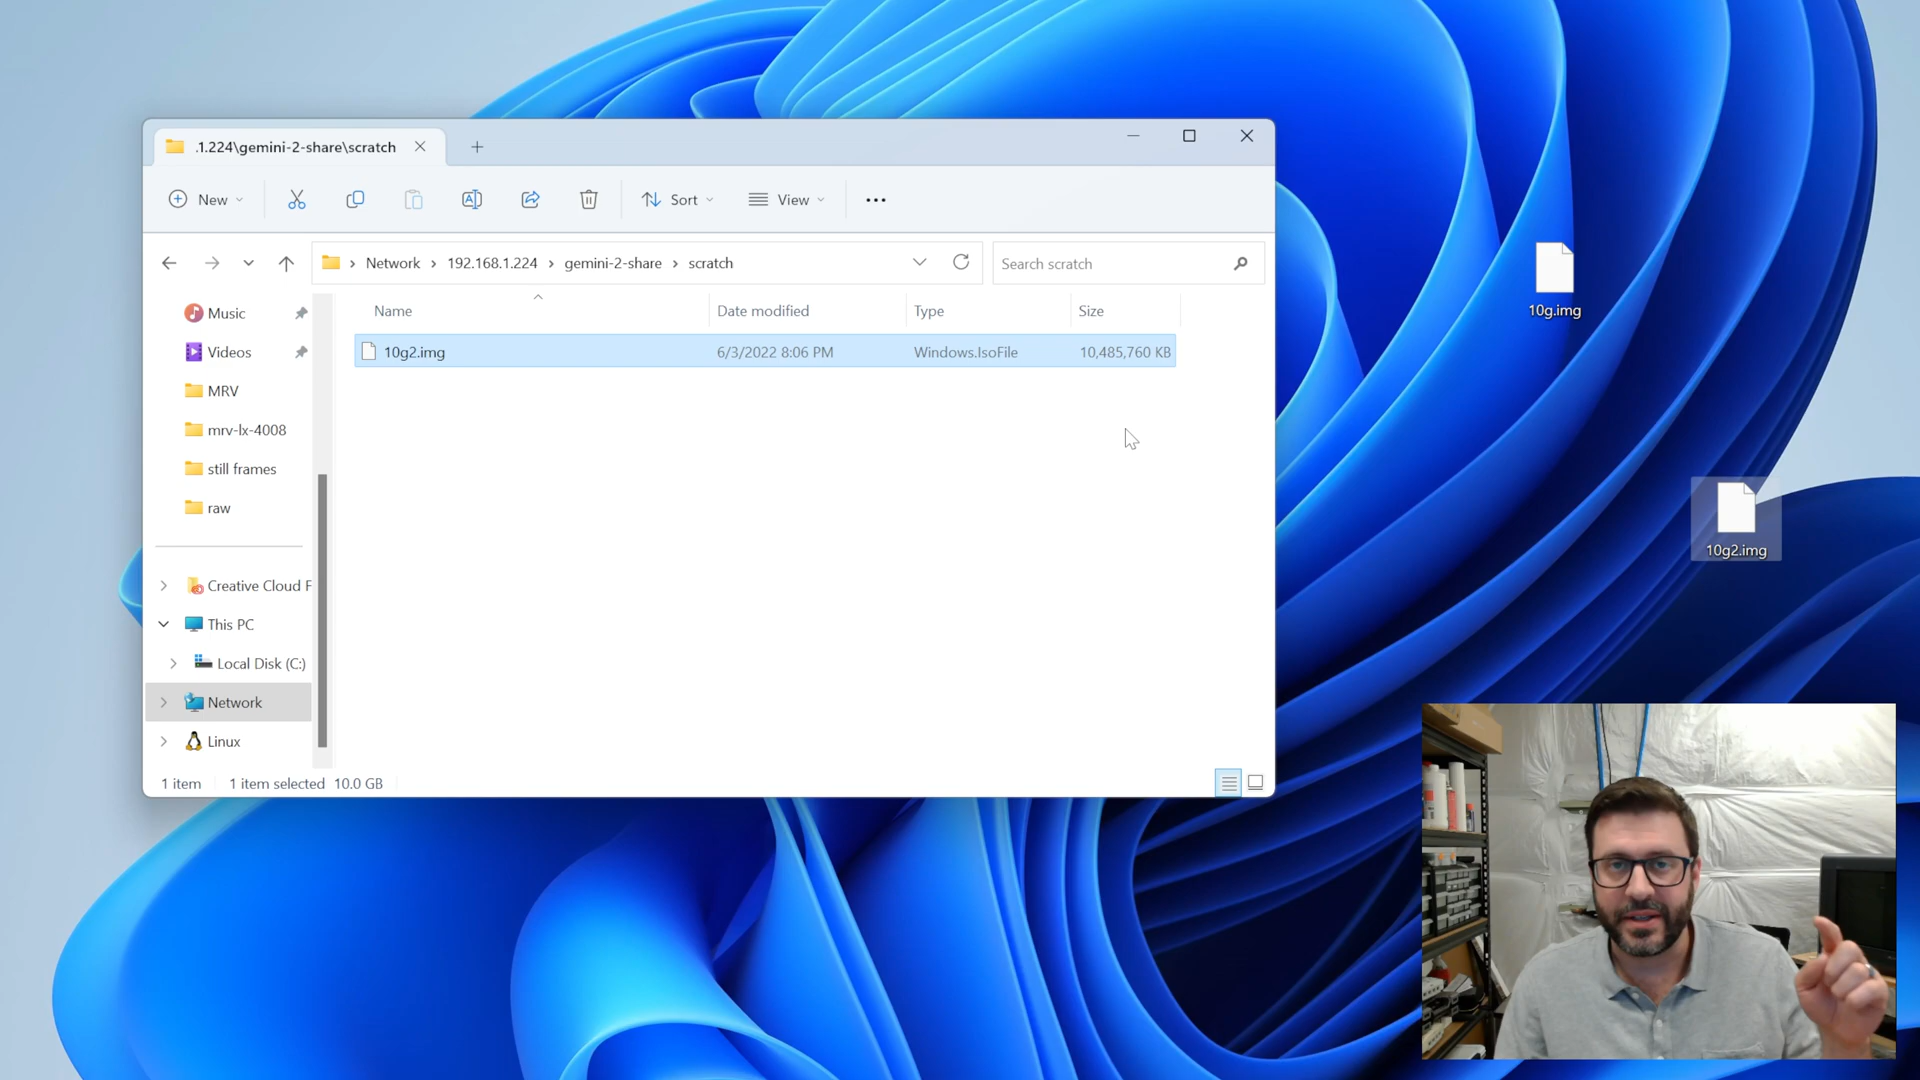 .1.224\gemini-2-share\scratch
New
Sort
View
Network
192.168.1.224
gemini-2-share
scratch
Search scratch
Music
Videos
MRV
mrv-lx-4008
still frames
raw
Creative Cloud F
This PC
Local Disk (C:)
Network
Linux
Name Date modified Type Size
10g2.img 6/3/2022 8:06 PM Windows.IsoFile 10,485,760 KB
1 item 1 item selected 10.0 GB
10g.img
10g2.img